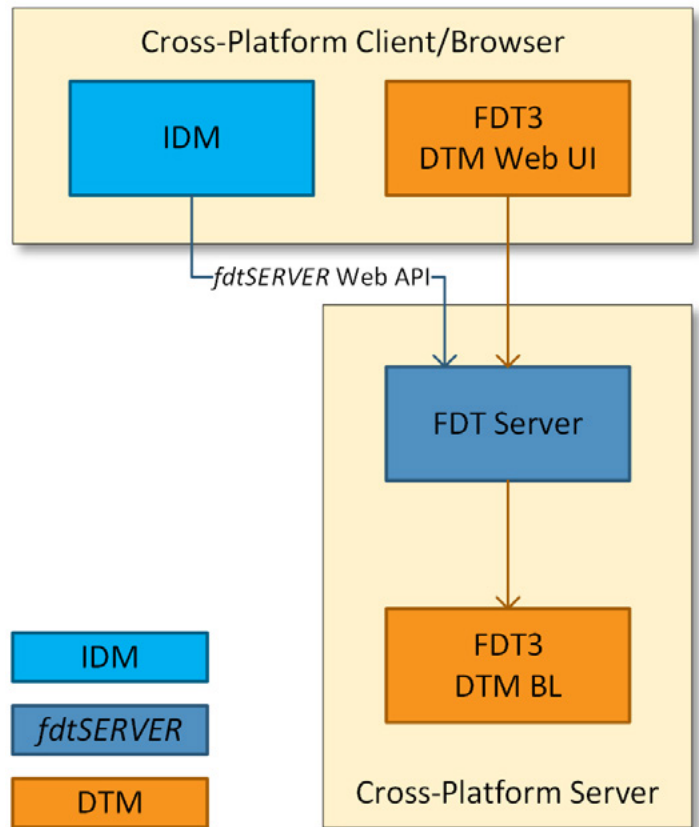 Cross-Platform Client/Browser
IDM
FDT3
DTM Web UI
fdtSERVER Web API
FDT Server
FDT3
DTM BL
Cross-Platform Server
IDM
fdtSERVER
DTM